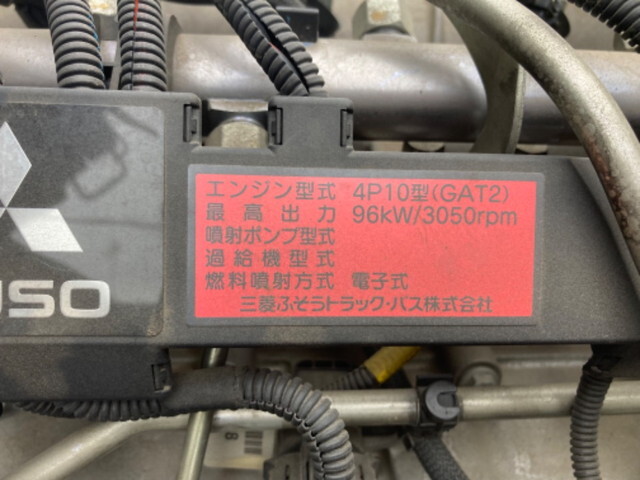 エンジン型式 4P10型(GAT2)
最高出力 96kW/3050rpm
噴射ポンプ型式
過給機型式
燃料噴射方式 電子式
三菱ふそうトラック・バス株式会社
USO
8